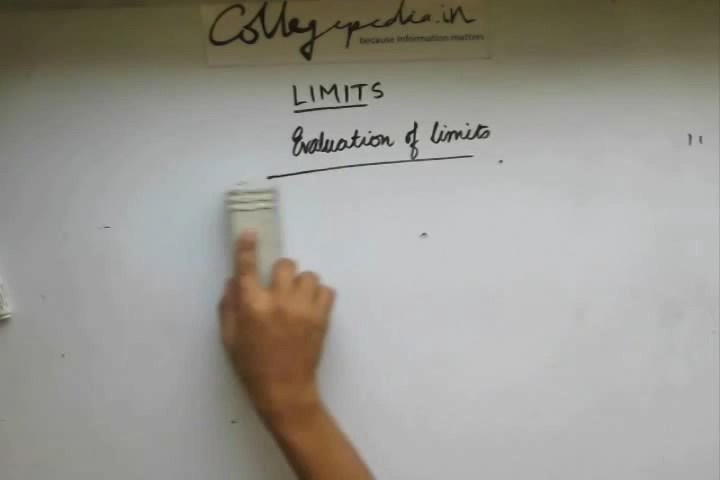 Collegepedia.in
because information matters
LIMITS
Evaluation of limits